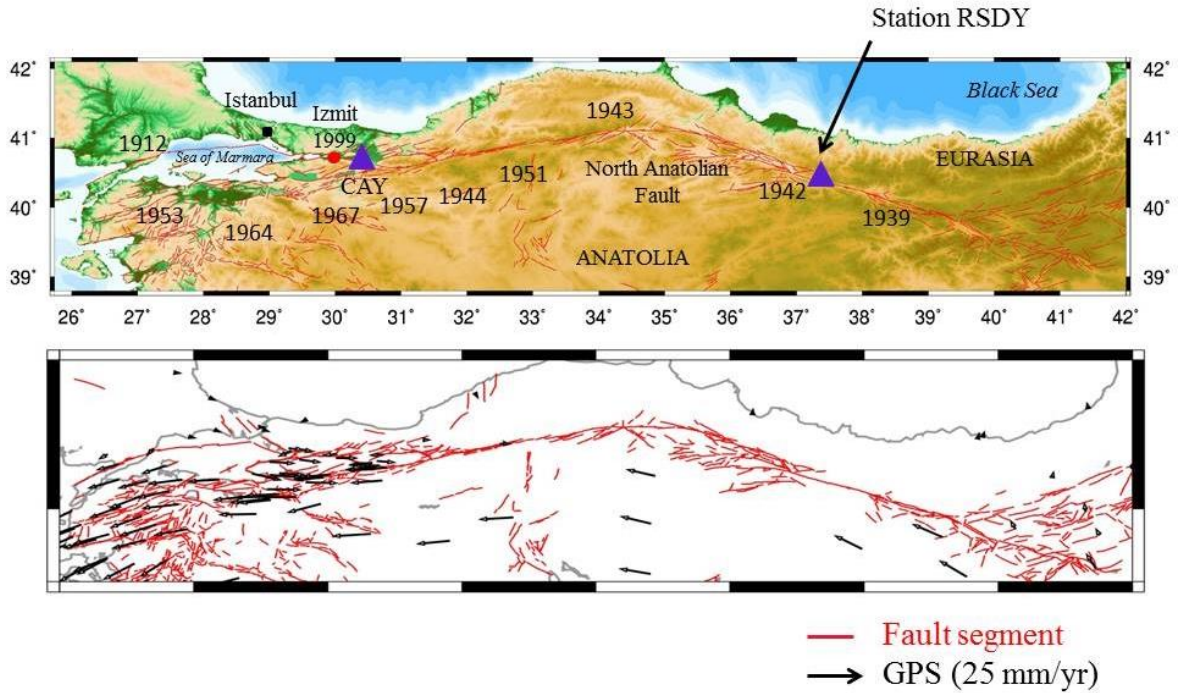 Station RSDY
42° 42°
Istanbul Izmit 1943 Black Sea
1912 1999
41° 41°
Sea of Marmara 1951 North Anatolian EURASIA
CAY Fault 1942
40° 1953 1967 1957 1944 1939 40°
1964
ANATOLIA
39° 39°
26 27 28 29 30 31 32 33 34 35 36 37 38 39 40 41 42
Fault segment
GPS (25 mm/yr)